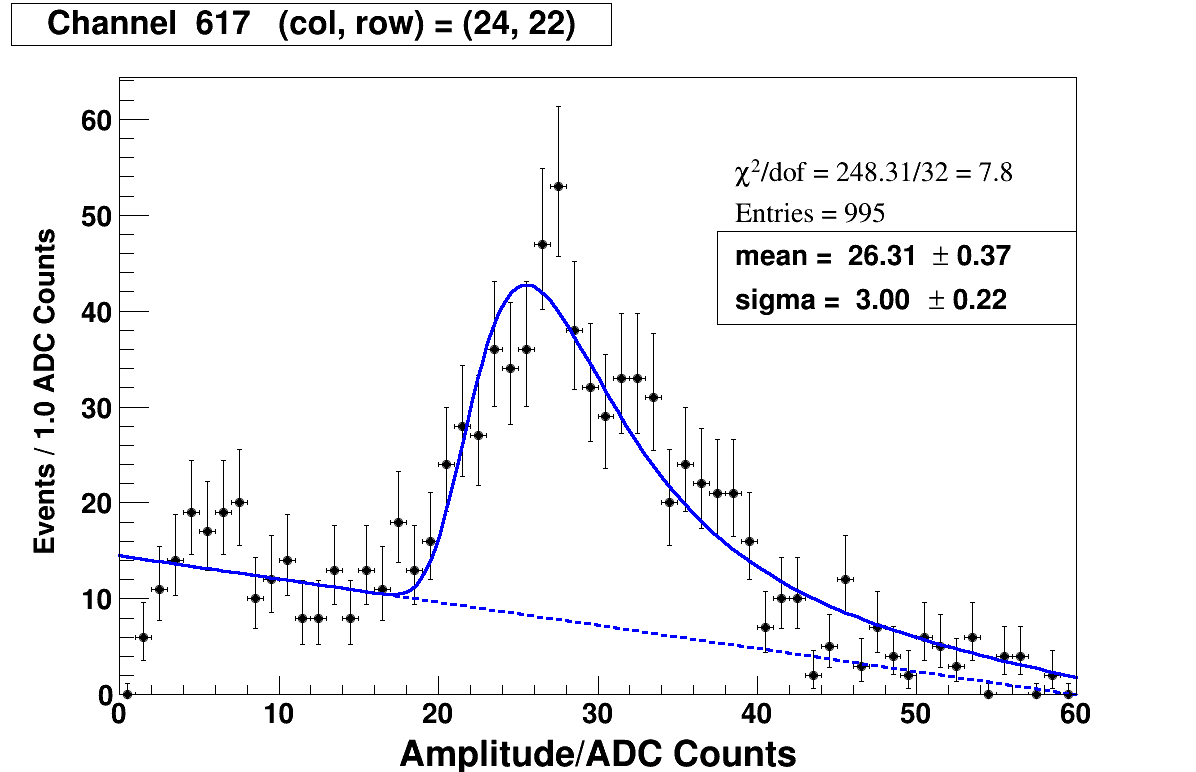 Channel  617   (col, row) = (24, 22)
Events / 1.0 ADC Counts
60
50
40
30
20
10
0
χ²/dof = 248.31/32 = 7.8
Entries = 995
mean =  26.31  ± 0.37
sigma =  3.00  ± 0.22
0 10 20 30 40 50 60
Amplitude/ADC Counts